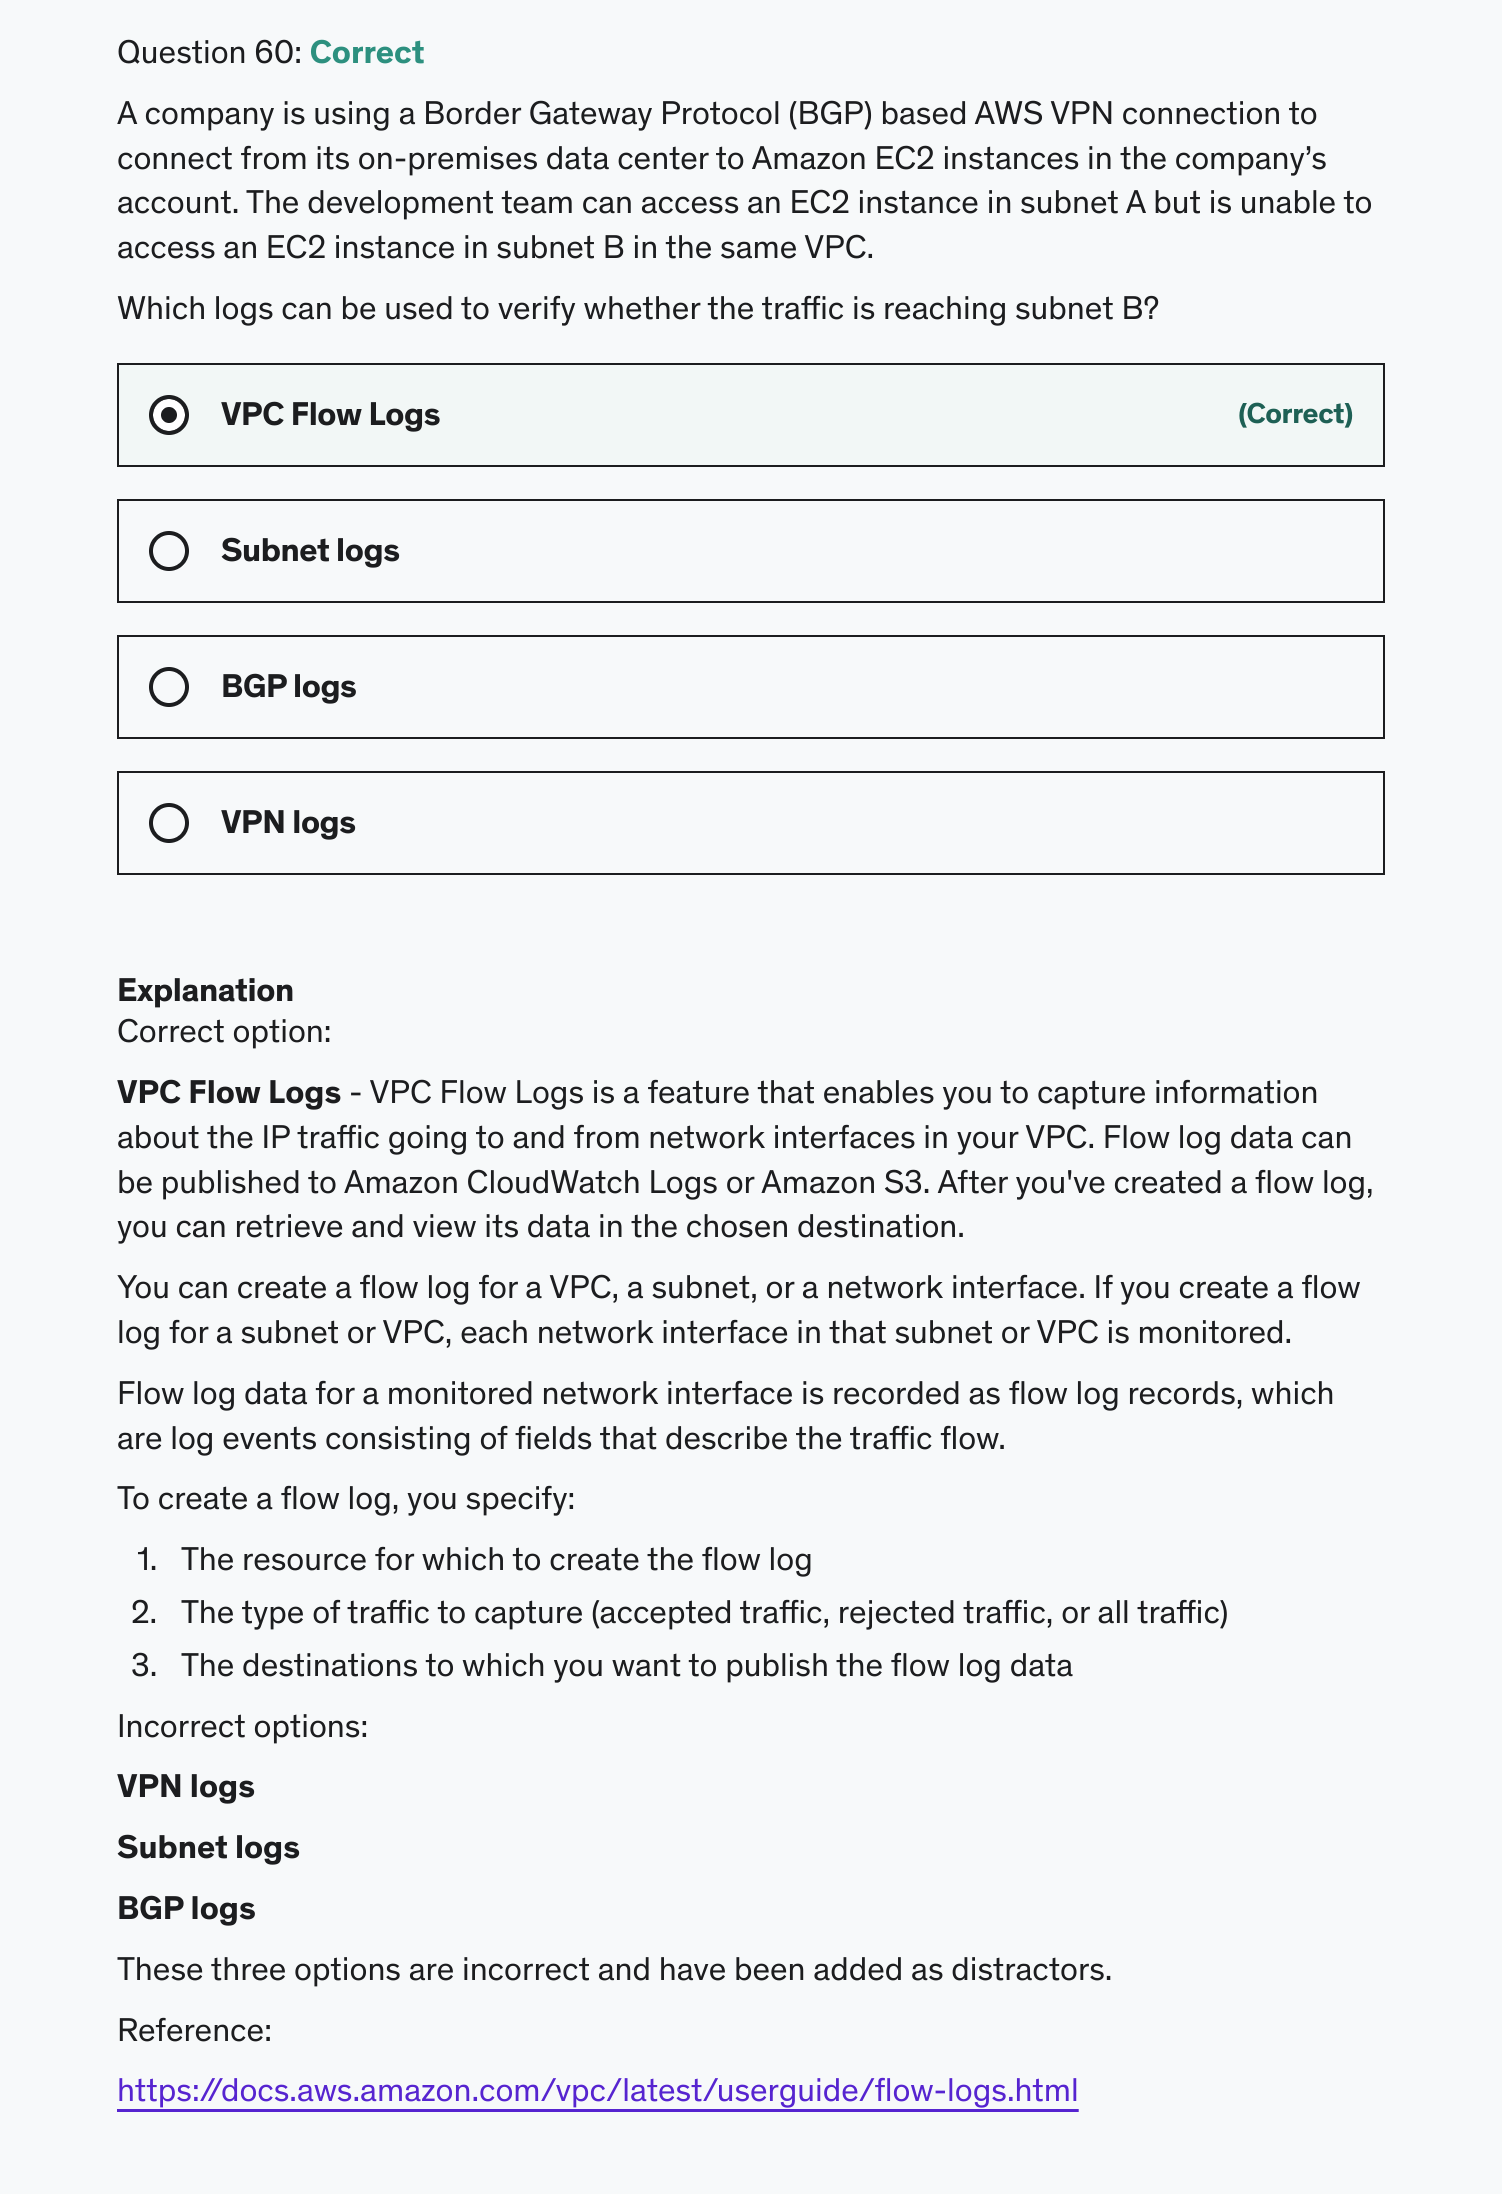 Question 60: Correct
A company is using a Border Gateway Protocol (BGP) based AWS VPN connection to
connect from its on-premises data center to Amazon EC2 instances in the company’s
account. The development team can access an EC2 instance in subnet A but is unable to
access an EC2 instance in subnet B in the same VPC.
Which logs can be used to verify whether the traffic is reaching subnet B?
VPC Flow Logs (Correct)
Subnet logs
BGP logs
VPN logs
Explanation
Correct option:
VPC Flow Logs - VPC Flow Logs is a feature that enables you to capture information
about the IP traffic going to and from network interfaces in your VPC. Flow log data can
be published to Amazon CloudWatch Logs or Amazon S3. After you've created a flow log,
you can retrieve and view its data in the chosen destination.
You can create a flow log for a VPC, a subnet, or a network interface. If you create a flow
log for a subnet or VPC, each network interface in that subnet or VPC is monitored.
Flow log data for a monitored network interface is recorded as flow log records, which
are log events consisting of fields that describe the traffic flow.
To create a flow log, you specify:
1. The resource for which to create the flow log
2. The type of traffic to capture (accepted traffic, rejected traffic, or all traffic)
3. The destinations to which you want to publish the flow log data
Incorrect options:
VPN logs
Subnet logs
BGP logs
These three options are incorrect and have been added as distractors.
Reference:
https://docs.aws.amazon.com/vpc/latest/userguide/flow-logs.html